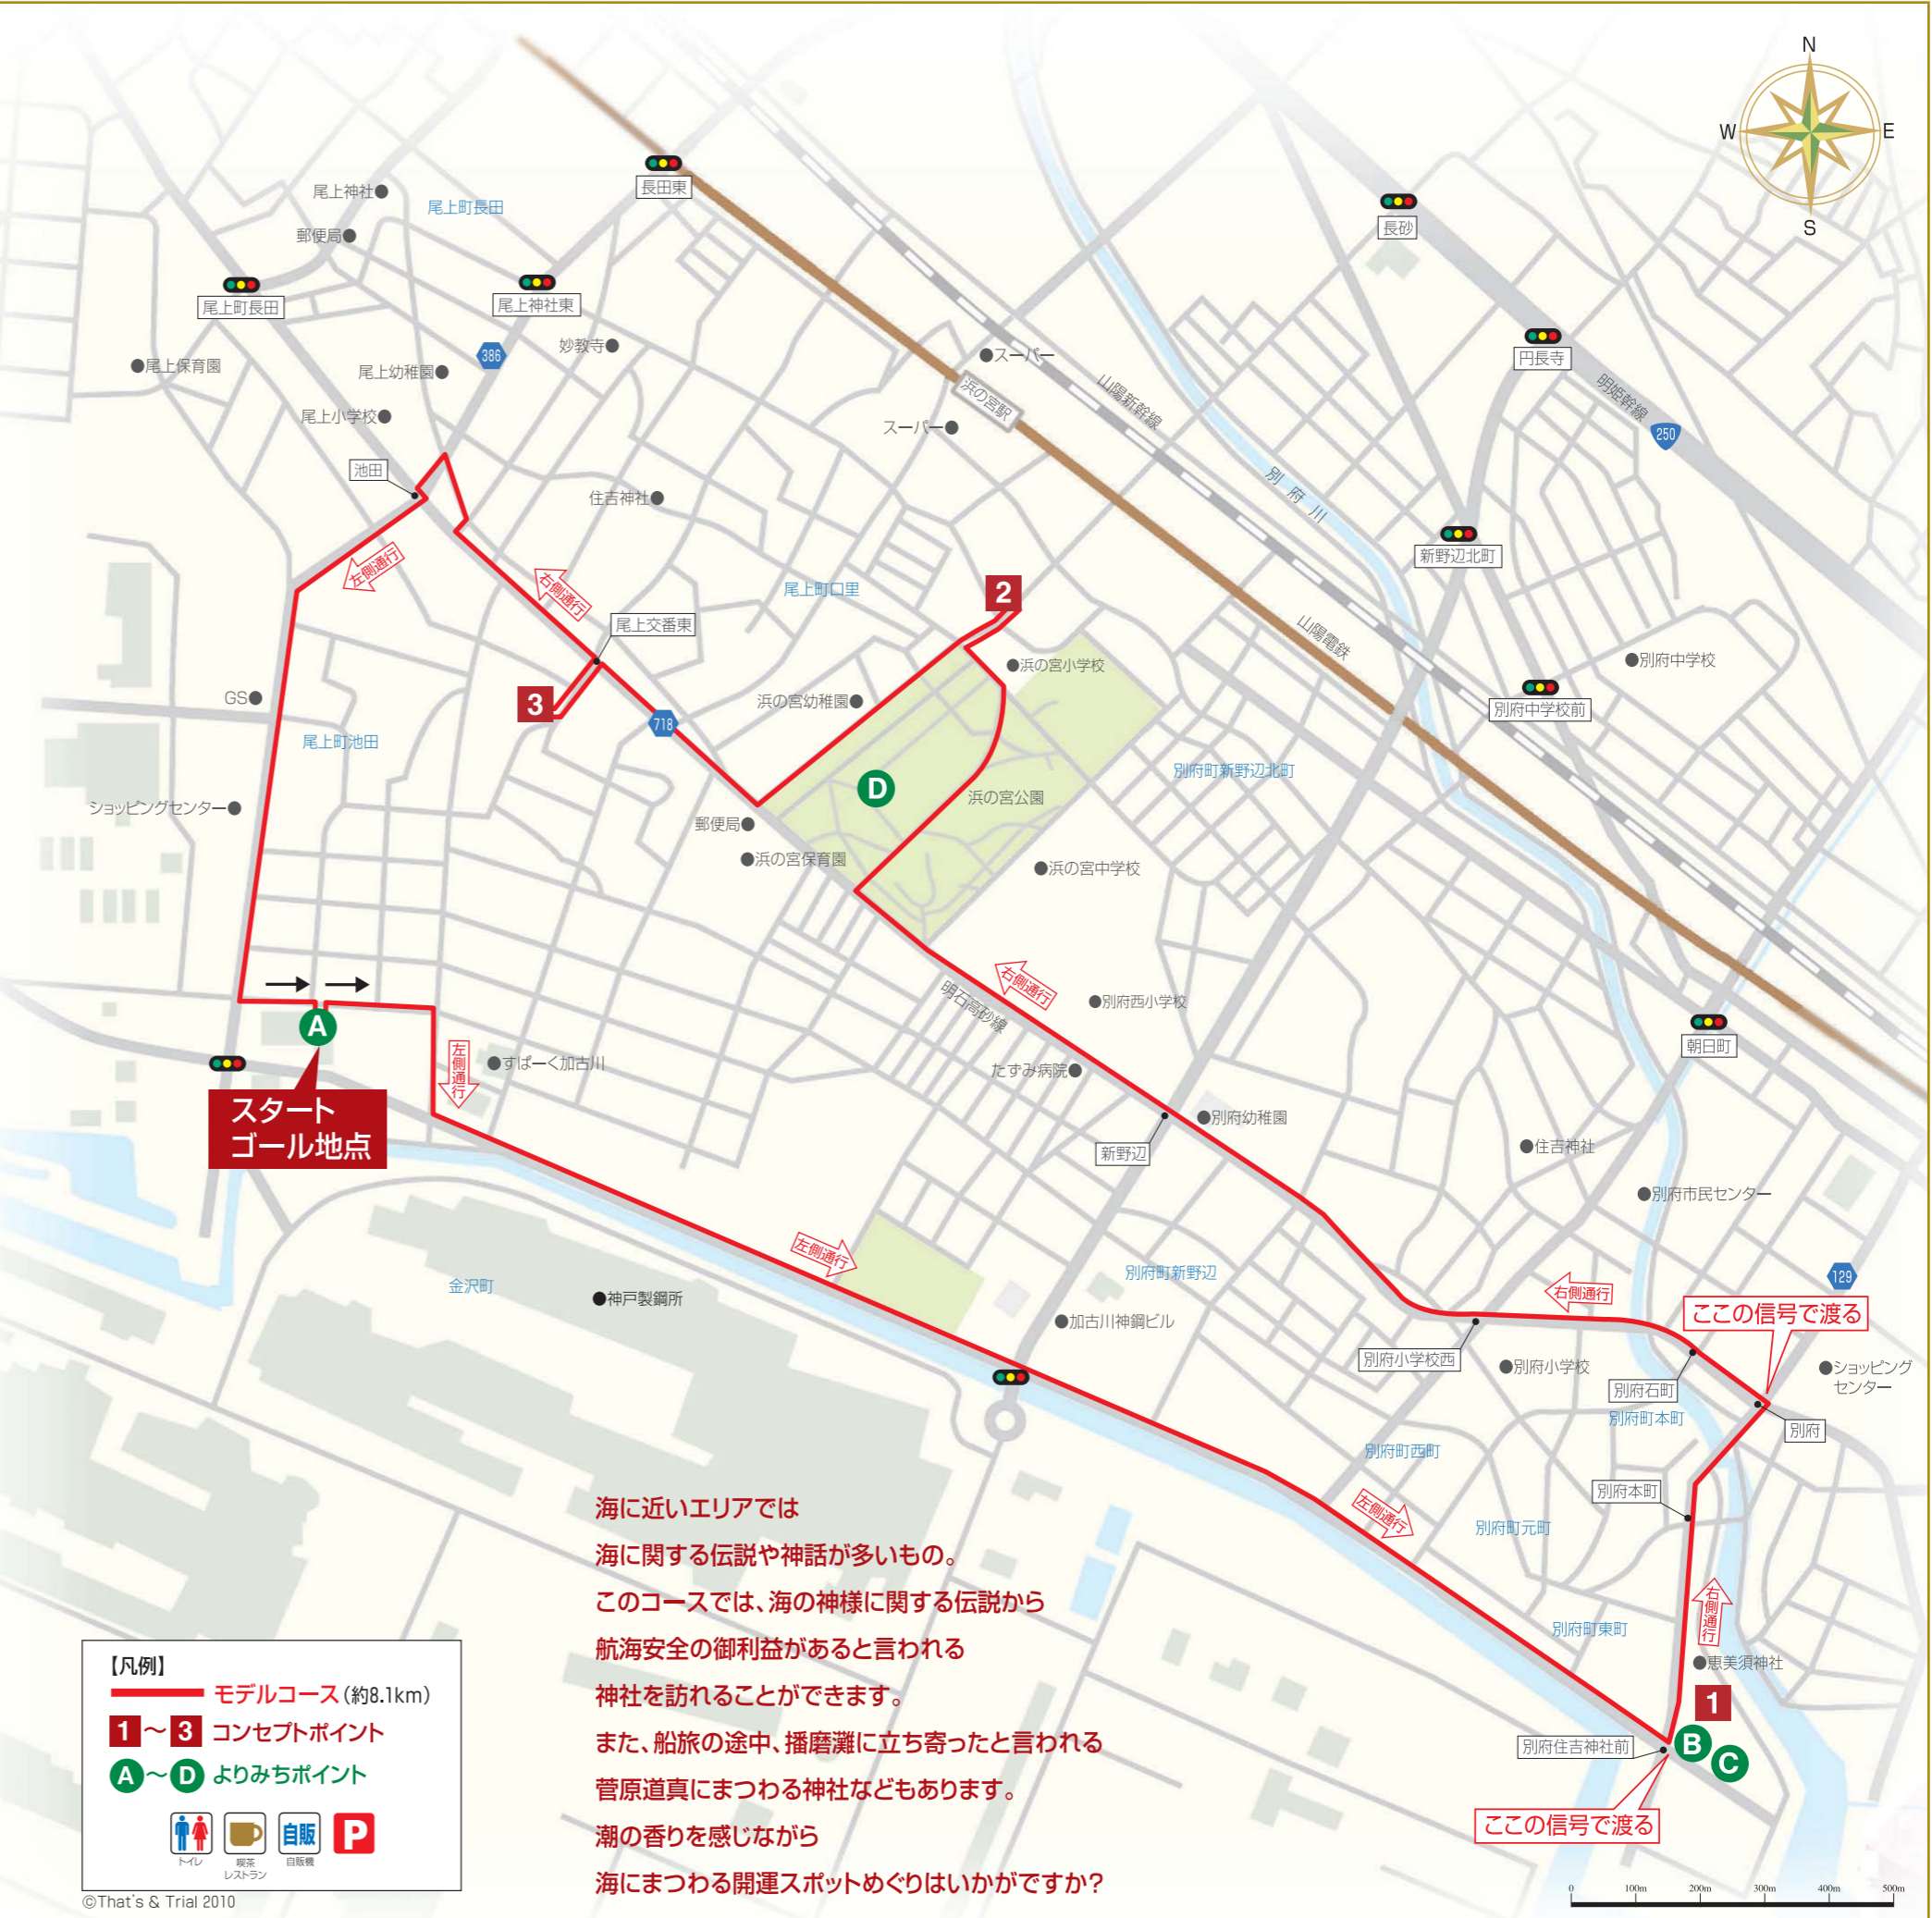 N
W
E
S
長田東
尾上神社●
尾上町長田
郵便局●
長砂
尾上町長田
尾上神社東
●尾上保育園
386
妙教寺●
●スーパー
円長寺
尾上幼稚園●
浜の宮駅
山陽新幹線
明姫幹線
250
尾上小学校●
スーパー●
池田
住吉神社●
別府川
新野辺北町
左側通行
右側通行
尾上町口里
2
尾上交番東
山陽電鉄
●浜の宮小学校
●別府中学校
GS●
3
浜の宮幼稚園●
別府中学校前
718
尾上町池田
別府町新野辺北町
D
浜の宮公園
ショッピングセンター●
郵便局●
●浜の宮保育園
●浜の宮中学校
右側通行
明石高砂線
●別府西小学校
A
朝日町
左側通行
●すぱーく加古川
たずみ病院●
スタート
ゴール地点
●別府幼稚園
新野辺
●住吉神社
●別府市民センター
左側通行
別府町新野辺
金沢町
●神戸製鋼所
右側通行
129
ここの信号で渡る
●加古川神鋼ビル
別府小学校西
●別府小学校
●ショッピング
センター
別府石町
別府町本町
別府
別府町西町
別府本町
左側通行
別府町元町
右側通行
別府町東町
●恵美須神社
1
別府住吉神社前
B
C
ここの信号で渡る
海に近いエリアでは
海に関する伝説や神話が多いもの。
このコースでは、海の神様に関する伝説から
航海安全の御利益があると言われる
神社を訪れることができます。
また、船旅の途中、播磨灘に立ち寄ったと言われる
菅原道真にまつわる神社などもあります。
潮の香りを感じながら
海にまつわる開運スポットめぐりはいかがですか?
【凡例】
モデルコース(約8.1km)
1～3 コンセプトポイント
A～D よりみちポイント
自販 P
トイレ 喫茶 自販機
レストラン
©That's & Trial 2010
0 100m 200m 300m 400m 500m